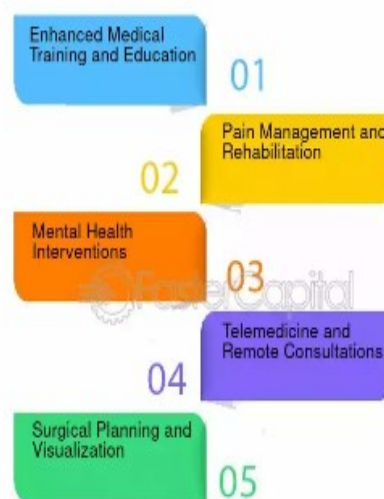 Enhanced Medical
Training and Education
01
Pain Management and
Rehabilitation
02
Mental Health
Interventions
03
FasterCapital
Telemedicine and
Remote Consultations
04
Surgical Planning and
Visualization
05